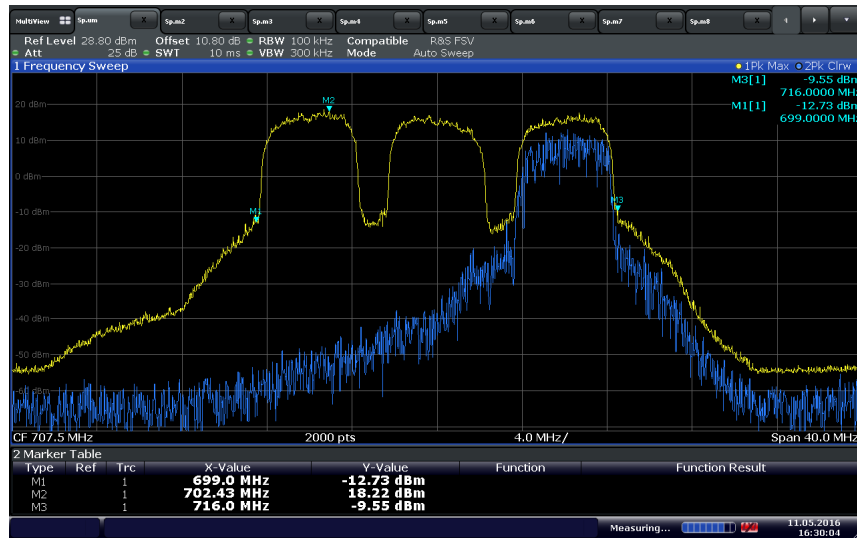 MultiView Sp.um X Sp.m2 X Sp.m3 X Sp.m4 X Sp.m5 X Sp.m6 X Sp.m7 X Sp.m8 X
Ref Level 28.80 dBm Offset 10.80 dB RBW 100 kHz Compatible R&S FSV
Att 25 dB SWT 10 ms VBW 300 kHz Mode Auto Sweep
1 Frequency Sweep 1Pk Max 2Pk Clrw
M3[1] -9.55 dBm
716.0000 MHz
M1[1] -12.73 dBm
699.0000 MHz
M2
20 dBm
10 dBm
0 dBm
M3
-10 dBm
-20 dBm
-30 dBm
-40 dBm
-50 dBm
CF 707.5 MHz 2000 pts 4.0 MHz/ Span 40.0 MHz
2 Marker Table
Type Ref Trc X-Value Y-Value Function Function Result
M1 1 699.0 MHz -12.73 dBm
M2 1 702.43 MHz 18.22 dBm
M3 1 716.0 MHz -9.55 dBm
Measuring... 11.05.2016
16:30:04